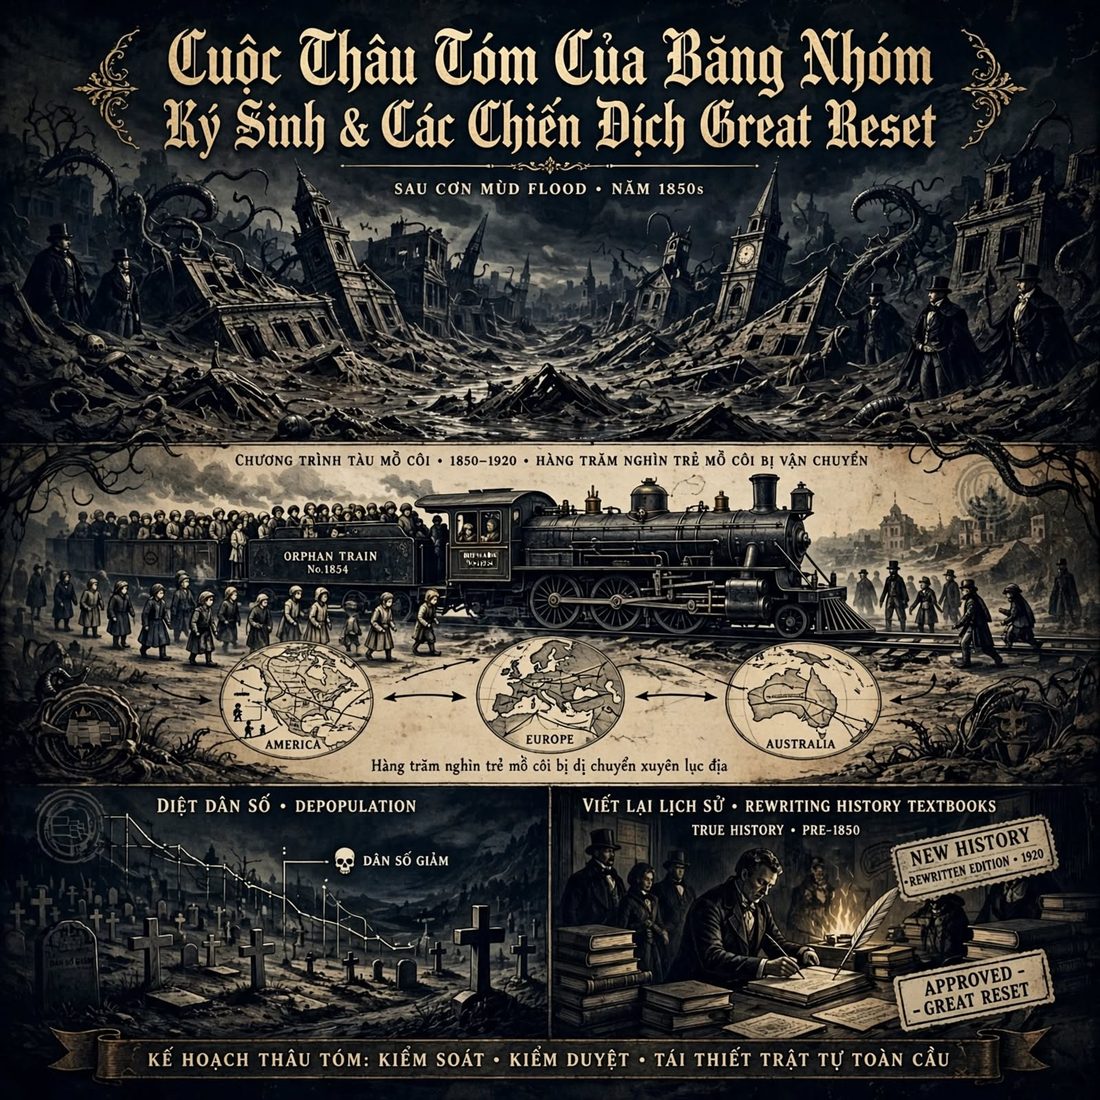 Cuộc Thâu Tóm Của Băng Nhóm
Ký Sinh & Các Chiến Dịch Great Reset
SAU CƠN MÙD FLOOD • NĂM 1850s
CHƯƠNG TRÌNH TÀU MỒ CÔI • 1850–1920 • HÀNG TRĂM NGHÌN TRẺ MỒ CÔI BỊ VẬN CHUYỂN
ORPHAN TRAIN
No.1854
AMERICA
EUROPE
AUSTRALIA
Hàng trăm nghìn trẻ mồ côi bị dị chuyển xuyên lục địa
DIỆT DÂN SỐ • DEPOPULATION
DÂN SỐ GIẢM
VIẾT LẠI LỊCH SỬ • REWRITING HISTORY TEXTBOOKS
TRUE HISTORY • PRE-1850
NEW HISTORY
•REWRITTEN EDITION • 1920
APPROVED -
- GREAT RESET
KẾ HOẠCH THÂU TÓM: KIỂM SOÁT • KIỂM DUYỆT • TÁI THIẾT TRẬT TỰ TOÀN CẦU